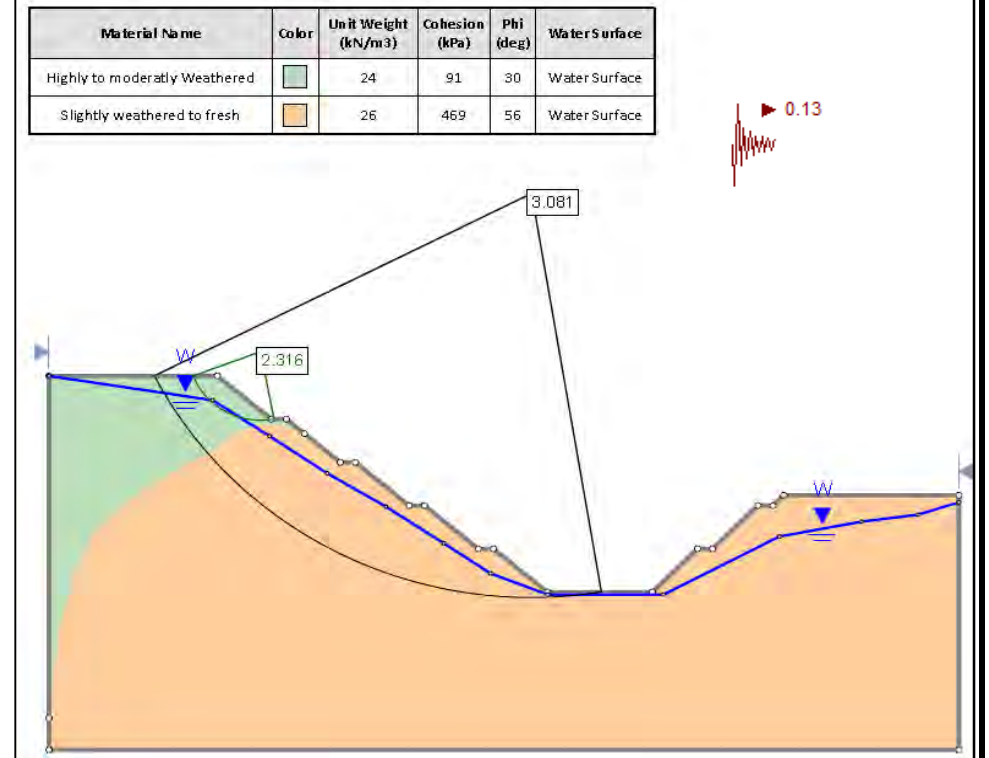 Material Name Color Unit Weight (kN/m3) Cohesion (kPa) Phi (deg) Water Surface
Highly to moderatly Weathered 24 91 30 Water Surface
Slightly weathered to fresh 26 469 56 Water Surface
0.13
3.081
W
2.316
W